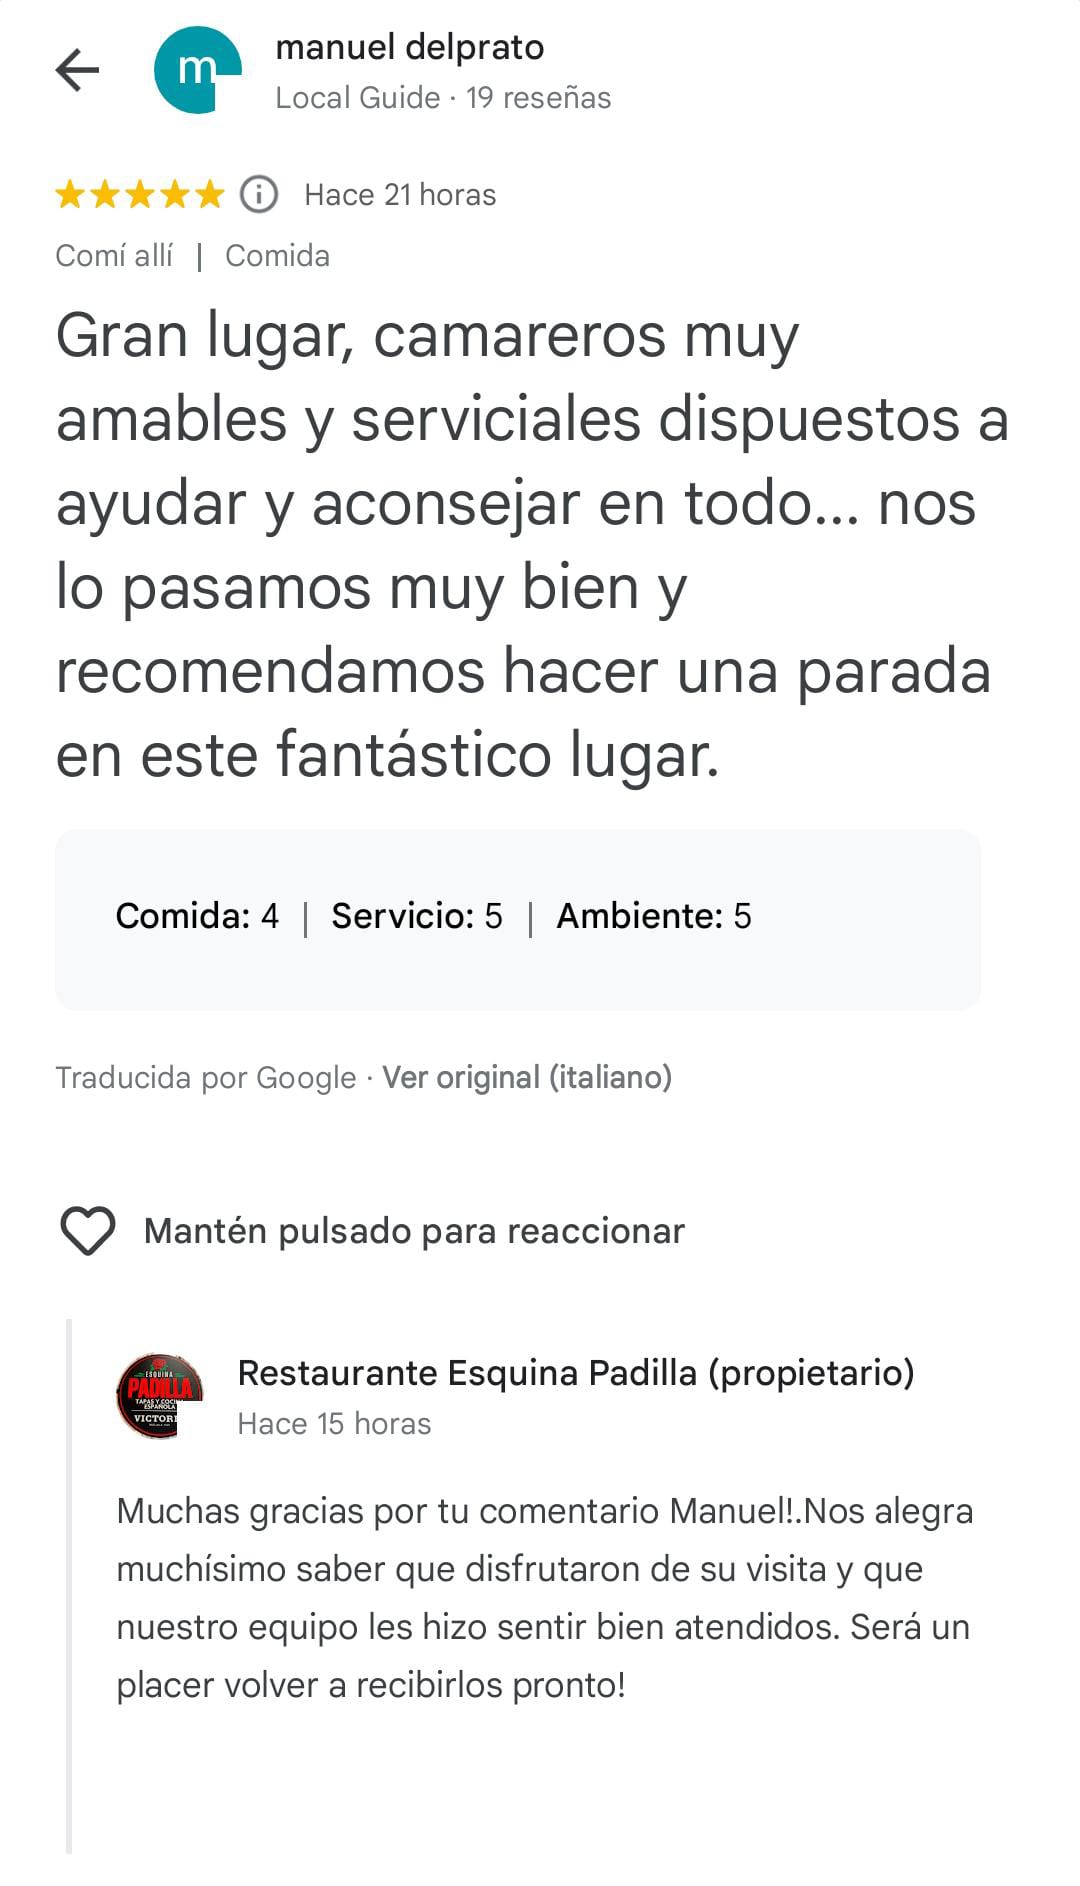 manuel delprato
m
Local Guide · 19 reseñas
Hace 21 horas
Comí allí | Comida
Gran lugar, camareros muy
amables y serviciales dispuestos a
ayudar y aconsejar en todo... nos
lo pasamos muy bien y
recomendamos hacer una parada
en este fantástico lugar.
Comida: 4 | Servicio: 5 | Ambiente: 5
Traducida por Google · Ver original (italiano)
Mantén pulsado para reaccionar
ESQUINA
PADILLA
TAPAS Y COCI
ESPAÑOLA
VICTORI
Restaurante Esquina Padilla (propietario)
Hace 15 horas
Muchas gracias por tu comentario Manuel!.Nos alegra
muchísimo saber que disfrutaron de su visita y que
nuestro equipo les hizo sentir bien atendidos. Será un
placer volver a recibirlos pronto!